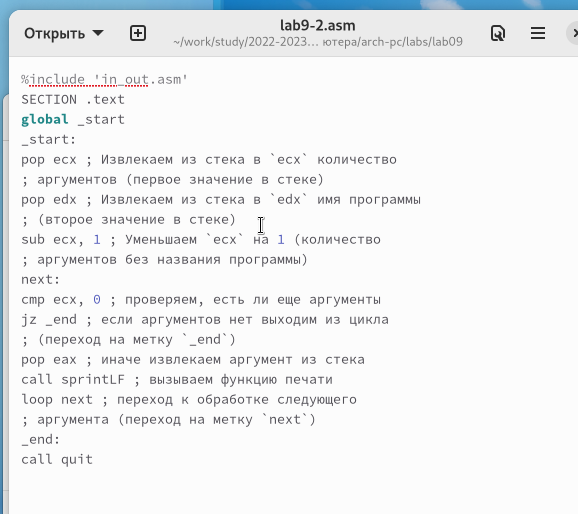 Открыть
lab9-2.asm
~/work/study/2022-2023… ютера/arch-pc/labs/lab09
%include 'in_out.asm'
SECTION .text
global _start
_start:
pop ecx ; Извлекаем из стека в `ecx` количество
; аргументов (первое значение в стеке)
pop edx ; Извлекаем из стека в `edx` имя программы
; (второе значение в стеке)
sub ecx, 1 ; Уменьшаем `ecx` на 1 (количество
; аргументов без названия программы)
next:
cmp ecx, 0 ; проверяем, есть ли еще аргументы
jz _end ; если аргументов нет выходим из цикла
; (переход на метку `_end`)
pop eax ; иначе извлекаем аргумент из стека
call sprintLF ; вызываем функцию печати
loop next ; переход к обработке следующего
; аргумента (переход на метку `next`)
_end:
call quit